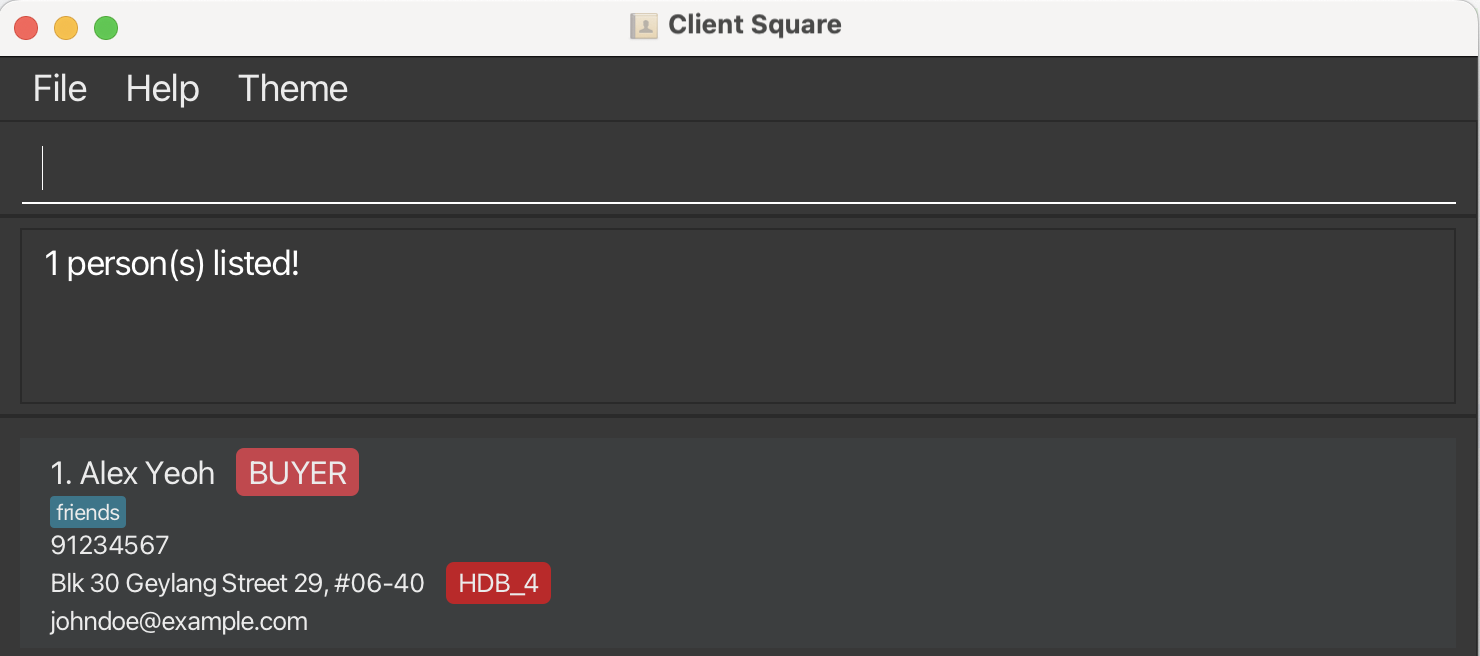 Client Square
File Help Theme
1 person(s) listed!
1. Alex Yeoh BUYER
friends
91234567
Blk 30 Geylang Street 29, #06-40 HDB_4
johndoe@example.com